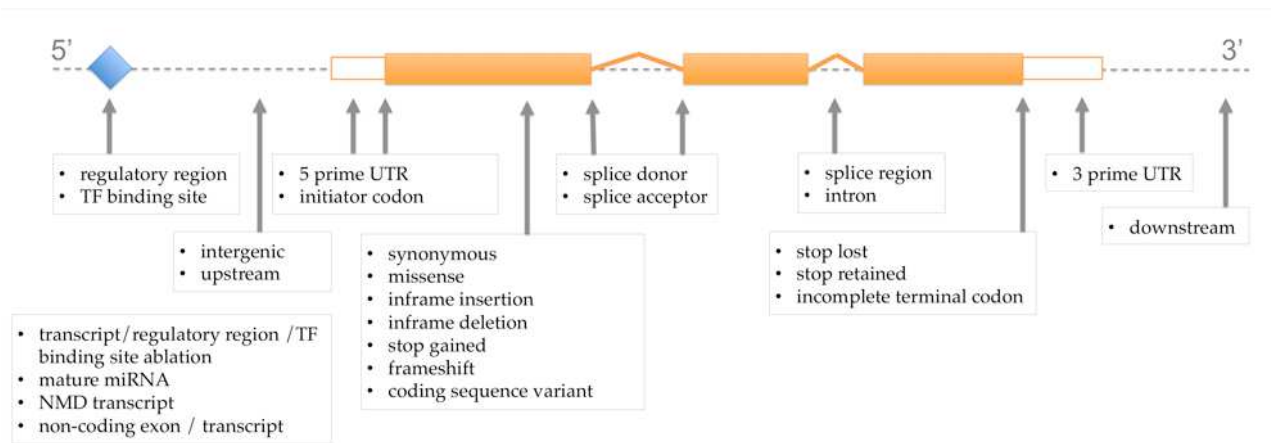 5’
3’
• regulatory region
• TF binding site
• 5 prime UTR
• initiator codon
• splice donor
• splice acceptor
• splice region
• intron
• 3 prime UTR
• intergenic
• upstream
• synonymous
• missense
• inframe insertion
• inframe deletion
• stop gained
• frameshift
• coding sequence variant
• stop lost
• stop retained
• incomplete terminal codon
• downstream
• transcript/regulatory region /TF
binding site ablation
• mature miRNA
• NMD transcript
• non-coding exon / transcript